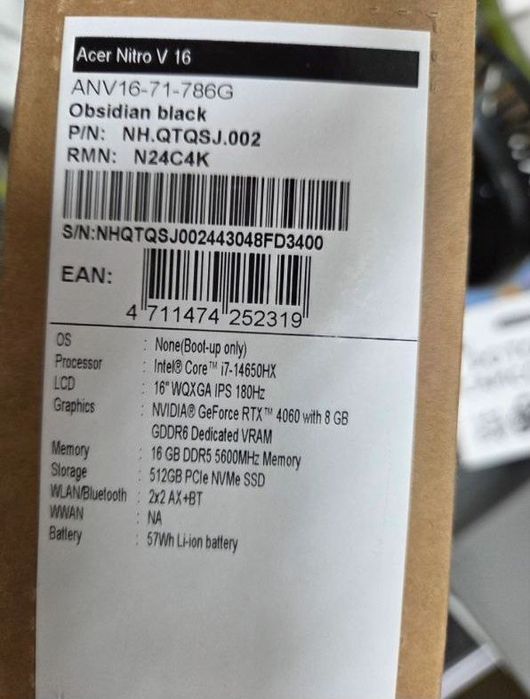 Acer Nitro V 16
ANV16-71-786G
Obsidian black
P/N: NH.QTQSJ.002
RMN: N24C4K
S/N:NHQTQSJ002443048FD3400
EAN:
4 711474 252319
OS : None(Boot-up only)
Processor : Intel® Core™ i7-14650HX
LCD : 16" WQXGA IPS 180Hz
Graphics : NVIDIA® GeForce RTX™ 4060 with 8 GB
GDDR6 Dedicated VRAM
Memory : 16 GB DDR5 5600MHz Memory
Storage : 512GB PCIe NVMe SSD
WLAN/Bluetooth : 2x2 AX+BT
WWAN : NA
Battery : 57Wh Li-ion battery